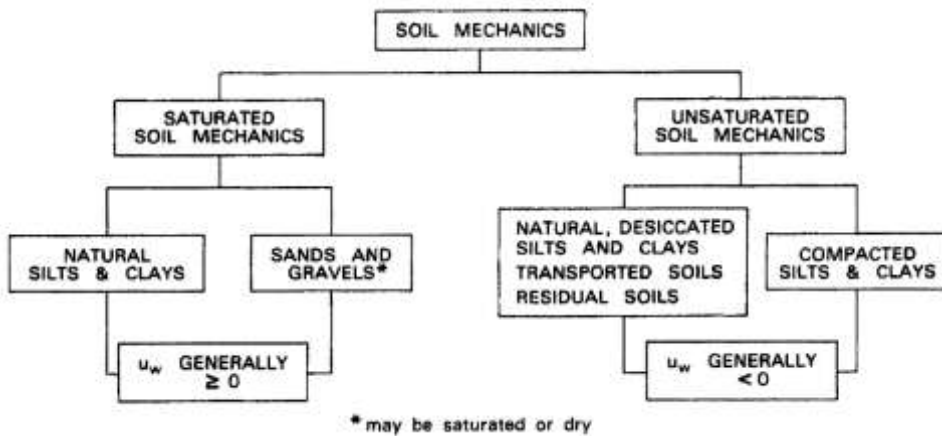 SOIL MECHANICS
SATURATED
SOIL MECHANICS
UNSATURATED
SOIL MECHANICS
NATURAL
SILTS & CLAYS
SANDS AND
GRAVELS*
NATURAL, DESICCATED
SILTS AND CLAYS
TRANSPORTED SOILS
RESIDUAL SOILS
COMPACTED
SILTS & CLAYS
u_w GENERALLY
≥ 0
u_w GENERALLY
< 0
* may be saturated or dry